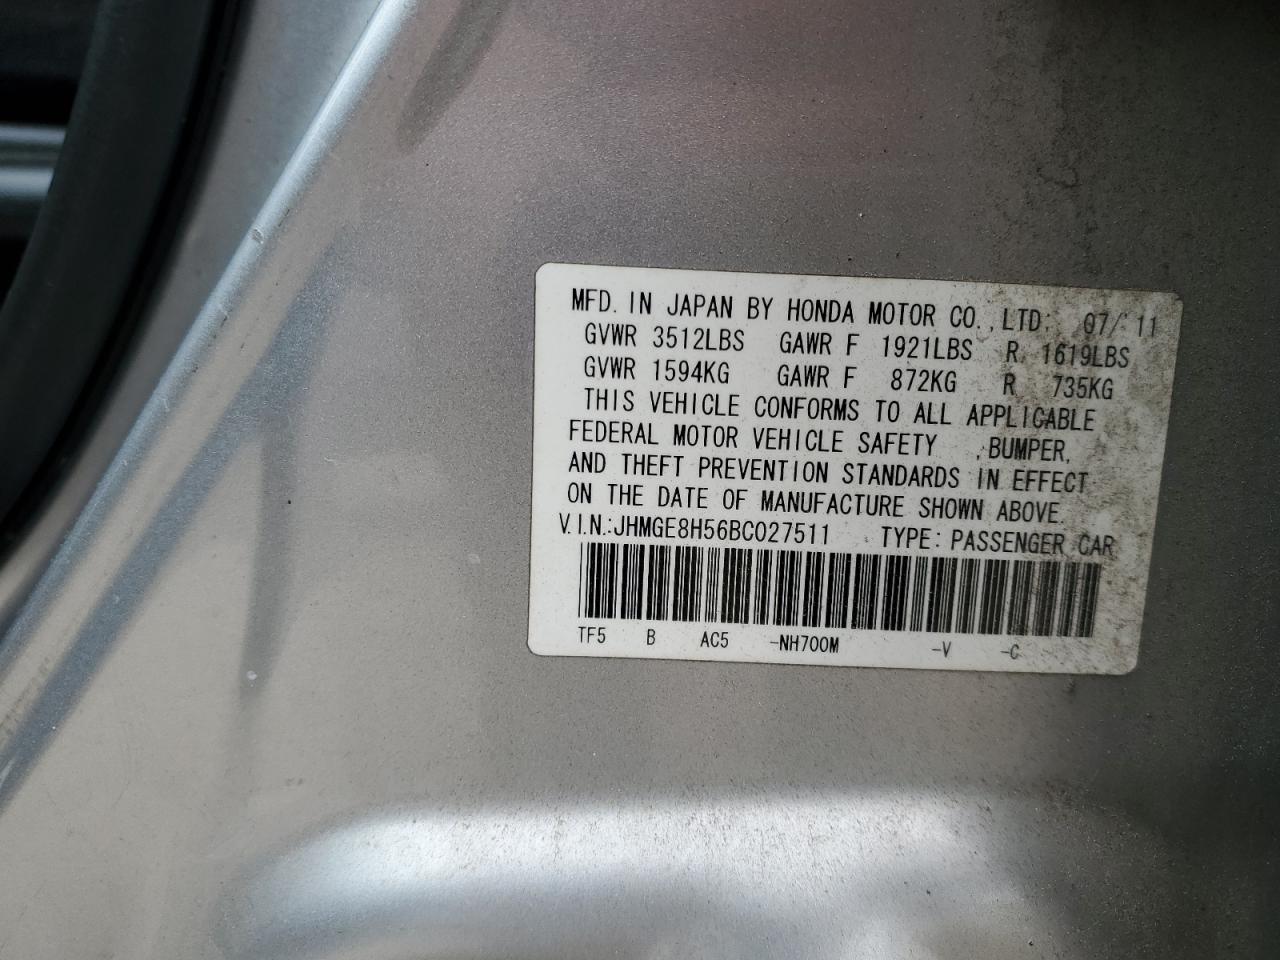 MFD. IN JAPAN BY HONDA MOTOR CO., LTD. 07/11
GVWR 3512LBS GAWR F 1921LBS R 1619LBS
GVWR 1594KG GAWR F 872KG R 735KG
THIS VEHICLE CONFORMS TO ALL APPLICABLE
FEDERAL MOTOR VEHICLE SAFETY , BUMPER,
AND THEFT PREVENTION STANDARDS IN EFFECT
ON THE DATE OF MANUFACTURE SHOWN ABOVE.
V.I.N.: JHMGE8H56BC027511 TYPE: PASSENGER CAR
TF5 B AC5 -NH700M -V -C